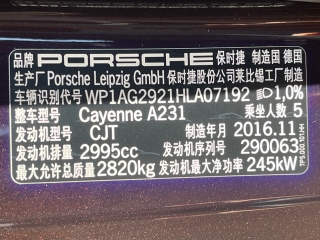 品牌 PORSCHE 保时捷 制造国 德国
生产厂 Porsche Leipzig GmbH 保时捷股份公司莱比锡工厂制造
车辆识别代号 WP1AG2921HLA07192 1,0%
整车型号 Cayenne A231 乘坐人数 5
发动机型号 CJT 制造年月 2016.11
发动机排量 2995cc 发动机序列号 290063
最大允许总质量 2820kg 发动机最大净功率 245kW